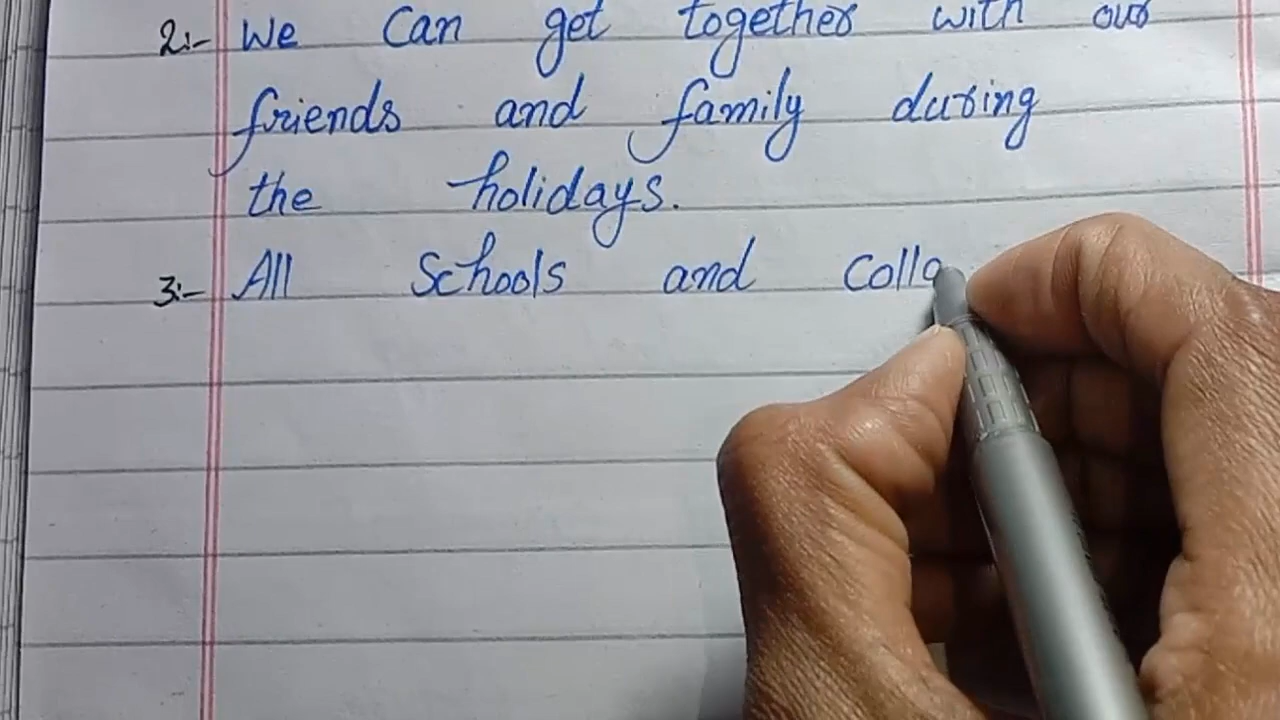 2:- We Can get together with our
friends and family during
the holidays.
3:- All Schools and